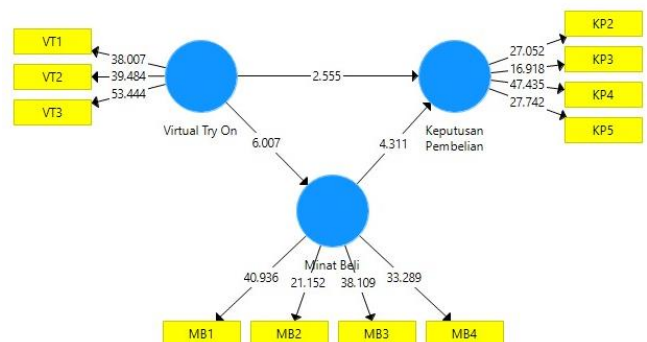 VT1
VT2
VT3
38.007
39.484
53.444
Virtual Try On
2.555
6.007
4.311
Keputusan
Pembelian
27.052
16.918
47.435
27.742
KP2
KP3
KP4
KP5
Minat Beli
40.936
21.152
38.109
33.289
MB1
MB2
MB3
MB4